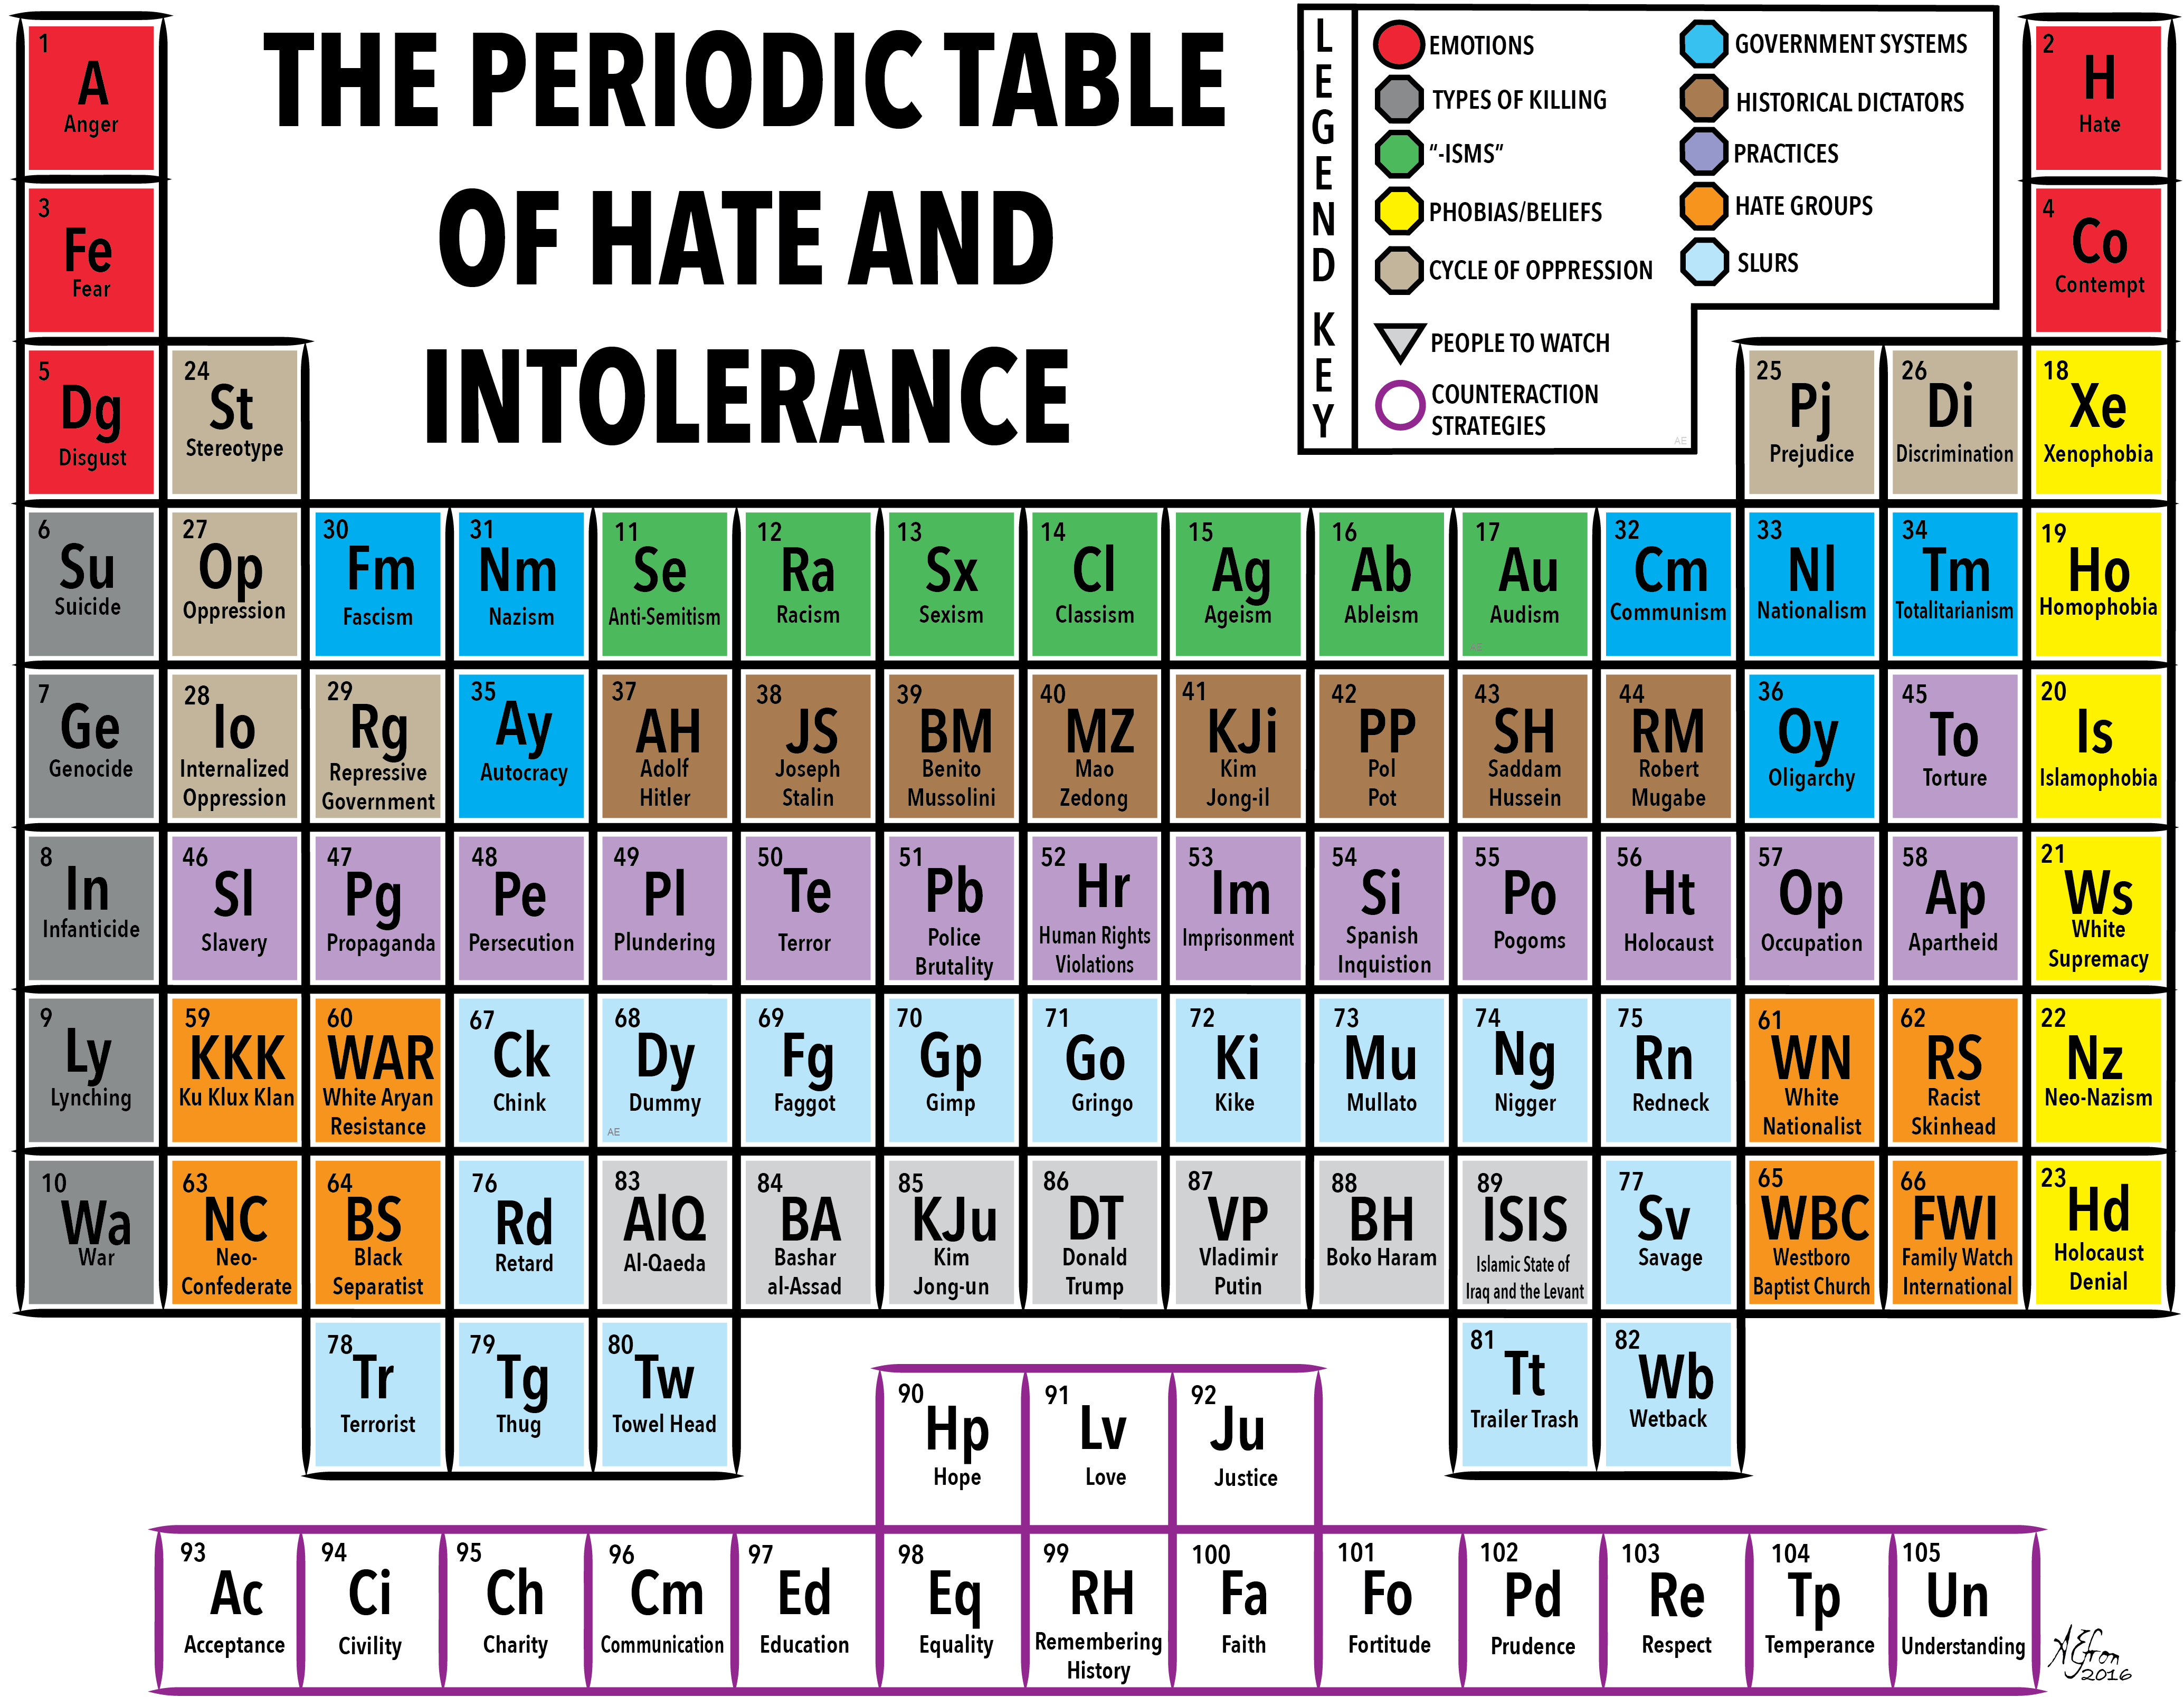 THE PERIODIC TABLE
OF HATE AND
INTOLERANCE
LEGEND KEY
EMOTIONS
TYPES OF KILLING
“-ISMS”
PHOBIAS/BELIEFS
CYCLE OF OPPRESSION
PEOPLE TO WATCH
COUNTERACTION
STRATEGIES
GOVERNMENT SYSTEMS
HISTORICAL DICTATORS
PRACTICES
HATE GROUPS
SLURS
AE
1
A
Anger
2
H
Hate
3
Fe
Fear
4
Co
Contempt
5
Dg
Disgust
24
St
Stereotype
25
Pj
Prejudice
26
Di
Discrimination
18
Xe
Xenophobia
6
Su
Suicide
27
Op
Oppression
30
Fm
Fascism
31
Nm
Nazism
11
Se
Anti-Semitism
12
Ra
Racism
13
Sx
Sexism
14
Cl
Classism
15
Ag
Ageism
16
Ab
Ableism
17
Au
Audism
AE
32
Cm
Communism
33
Nl
Nationalism
34
Tm
Totalitarianism
19
Ho
Homophobia
7
Ge
Genocide
28
Io
Internalized
Oppression
29
Rg
Repressive
Government
35
Ay
Autocracy
37
AH
Adolf
Hitler
38
JS
Joseph
Stalin
39
BM
Benito
Mussolini
40
MZ
Mao
Zedong
41
KJi
Kim
Jong-il
42
PP
Pol
Pot
43
SH
Saddam
Hussein
44
RM
Robert
Mugabe
36
Oy
Oligarchy
45
To
Torture
20
Is
Islamophobia
8
In
Infanticide
46
Sl
Slavery
47
Pg
Propaganda
48
Pe
Persecution
49
Pl
Plundering
50
Te
Terror
51
Pb
Police
Brutality
52
Hr
Human Rights
Violations
53
Im
Imprisonment
54
Si
Spanish
Inquistion
55
Po
Pogoms
56
Ht
Holocaust
57
Op
Occupation
58
Ap
Apartheid
21
Ws
White
Supremacy
9
Ly
Lynching
59
KKK
Ku Klux Klan
60
WAR
White Aryan
Resistance
67
Ck
Chink
68
Dy
Dummy
AE
69
Fg
Faggot
70
Gp
Gimp
71
Go
Gringo
72
Ki
Kike
73
Mu
Mullato
74
Ng
Nigger
75
Rn
Redneck
61
WN
White
Nationalist
62
RS
Racist
Skinhead
22
Nz
Neo-Nazism
10
Wa
War
63
NC
Neo-
Confederate
64
BS
Black
Separatist
76
Rd
Retard
83
AlQ
Al-Qaeda
84
BA
Bashar
al-Assad
85
KJu
Kim
Jong-un
86
DT
Donald
Trump
87
VP
Vladimir
Putin
88
BH
Boko Haram
89
ISIS
Islamic State of
Iraq and the Levant
77
Sv
Savage
65
WBC
Westboro
Baptist Church
66
FWI
Family Watch
International
23
Hd
Holocaust
Denial
78
Tr
Terrorist
79
Tg
Thug
80
Tw
Towel Head
81
Tt
Trailer Trash
82
Wb
Wetback
90
Hp
Hope
91
Lv
Love
92
Ju
Justice
93
Ac
Acceptance
94
Ci
Civility
95
Ch
Charity
96
Cm
Communication
97
Ed
Education
98
Eq
Equality
99
RH
Remembering
History
100
Fa
Faith
101
Fo
Fortitude
102
Pd
Prudence
103
Re
Respect
104
Tp
Temperance
105
Un
Understanding
AEfron
2016